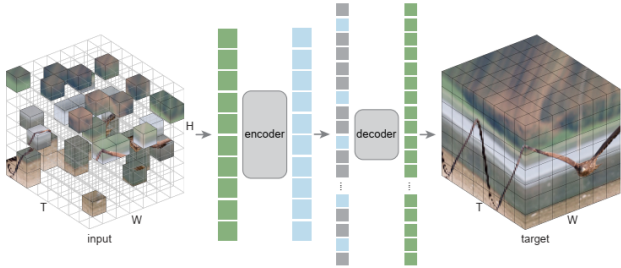 H
T
W
input
encoder
decoder
T
W
target